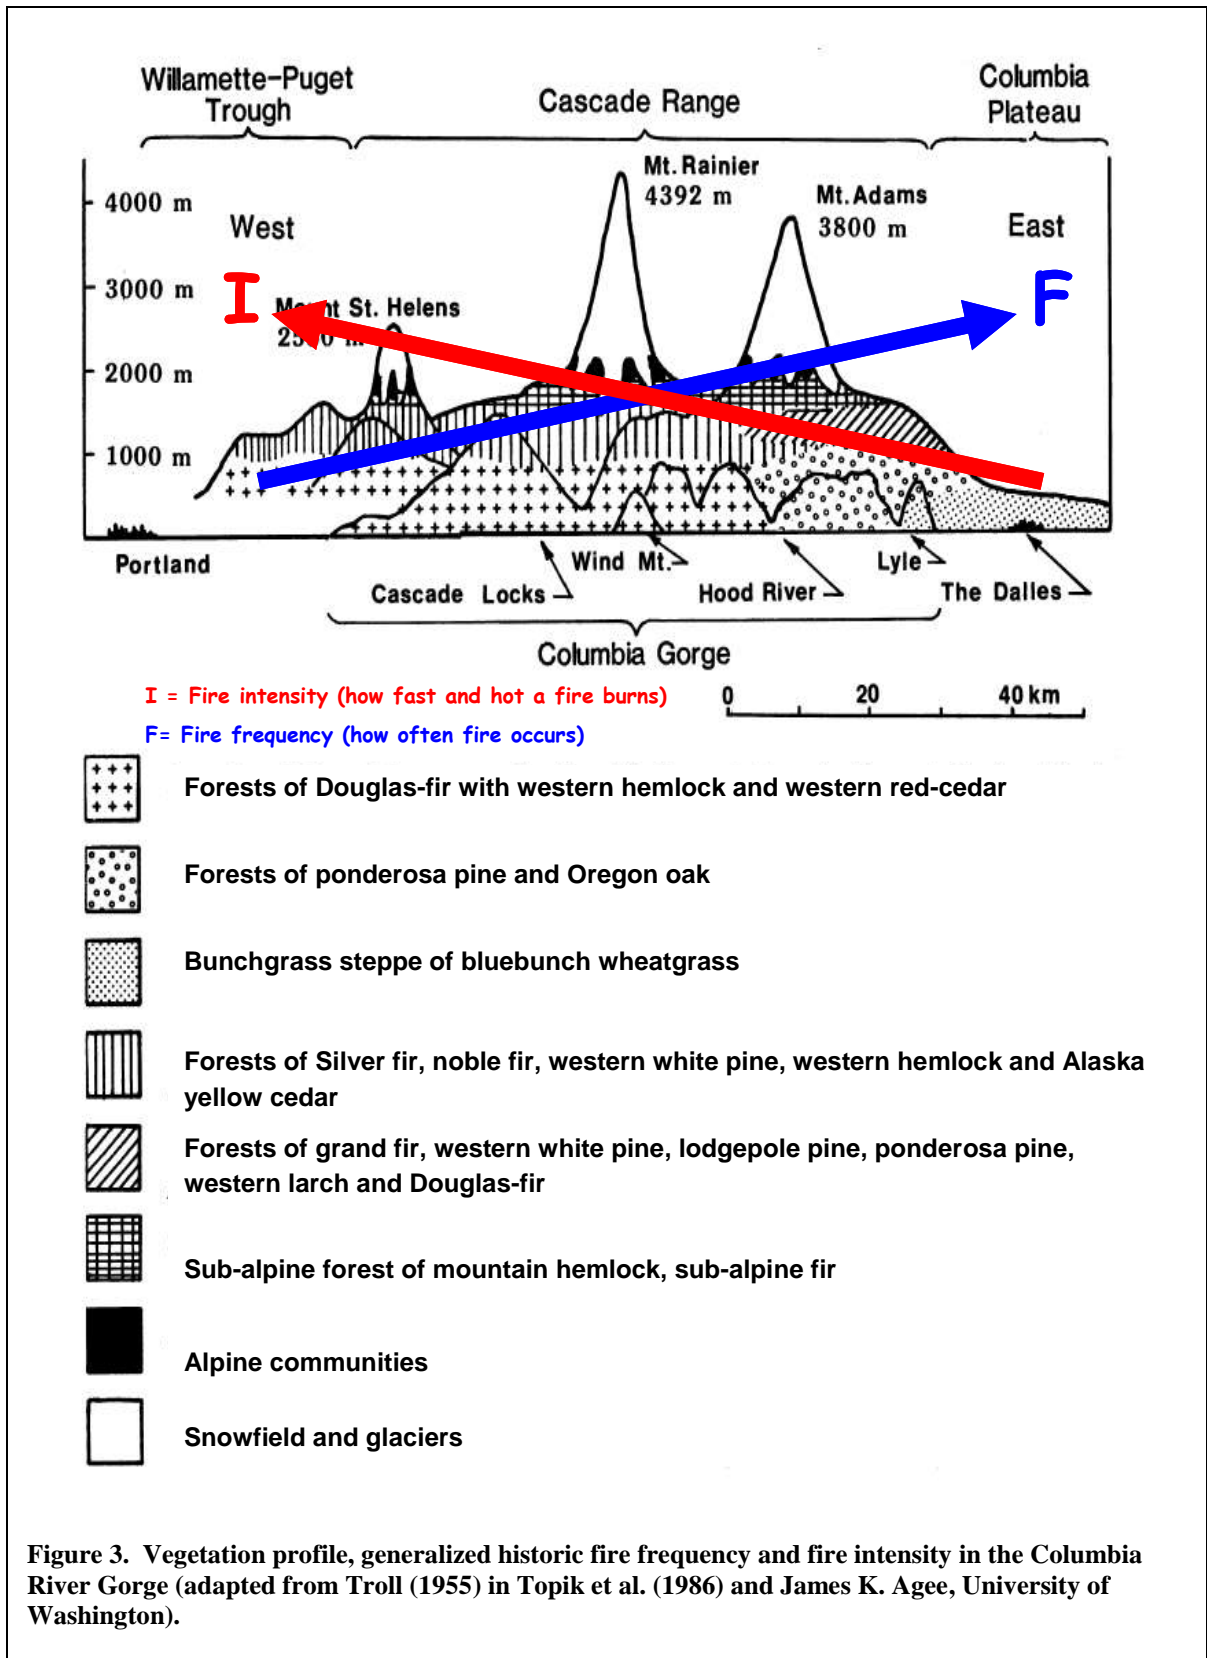 Willamette-Puget
Trough
Cascade Range
Columbia
Plateau
Mt. Rainier
4392 m
Mt. Adams
3800 m
4000 m
West
East
3000 m
I
F
St. Helens
2000 m
1000 m
Portland
Wind Mt.
Lyle
Cascade Locks
Hood River
The Dalles
Columbia Gorge
I = Fire intensity (how fast and hot a fire burns)
0 20 40 km
F= Fire frequency (how often fire occurs)
Forests of Douglas-fir with western hemlock and western red-cedar
Forests of ponderosa pine and Oregon oak
Bunchgrass steppe of bluebunch wheatgrass
Forests of Silver fir, noble fir, western white pine, western hemlock and Alaska
yellow cedar
Forests of grand fir, western white pine, lodgepole pine, ponderosa pine,
western larch and Douglas-fir
Sub-alpine forest of mountain hemlock, sub-alpine fir
Alpine communities
Snowfield and glaciers
Figure 3. Vegetation profile, generalized historic fire frequency and fire intensity in the Columbia
River Gorge (adapted from Troll (1955) in Topik et al. (1986) and James K. Agee, University of
Washington).